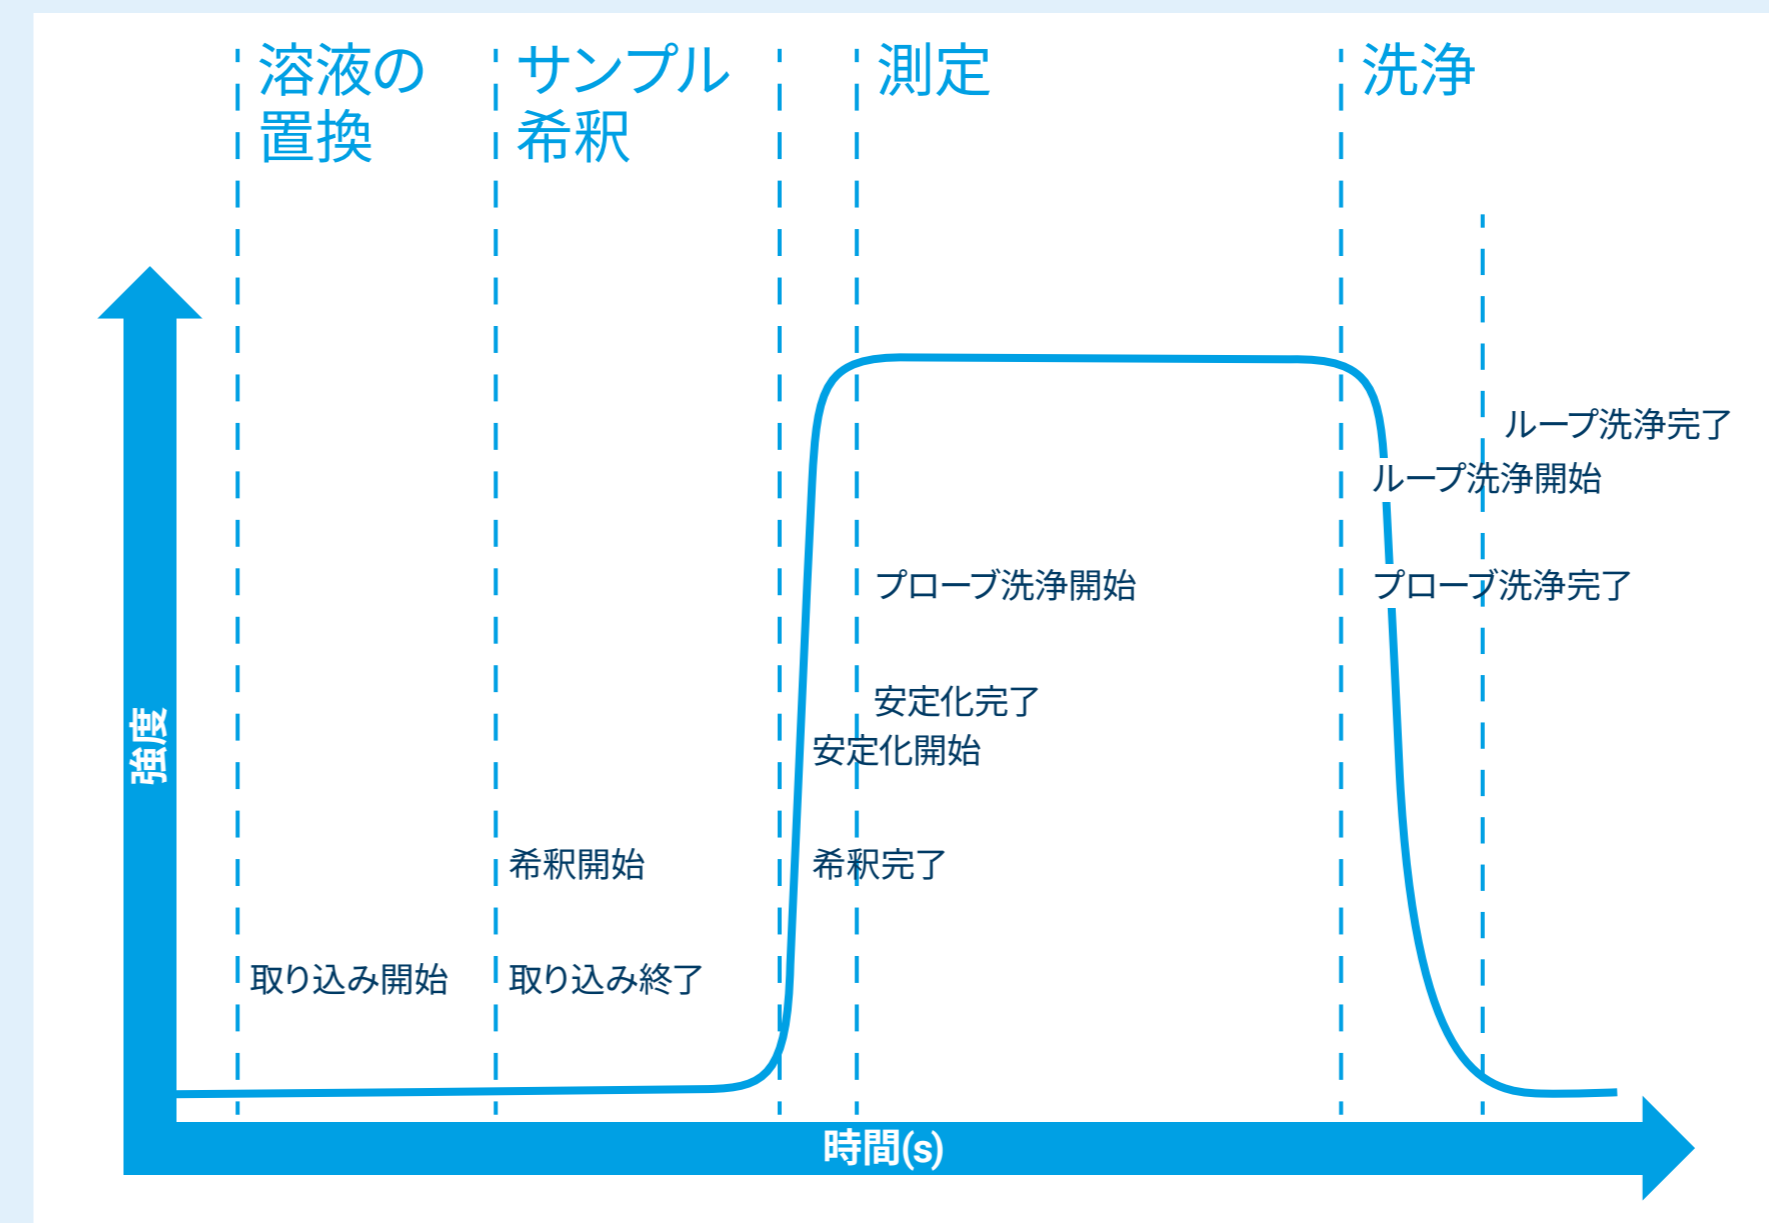 溶液の
置換
サンプル
希釈
測定
洗浄
ループ洗浄完了
ループ洗浄開始
プローブ洗浄開始
プローブ洗浄完了
安定化完了
安定化開始
希釈開始
希釈完了
取り込み開始
取り込み終了
強度
時間(s)